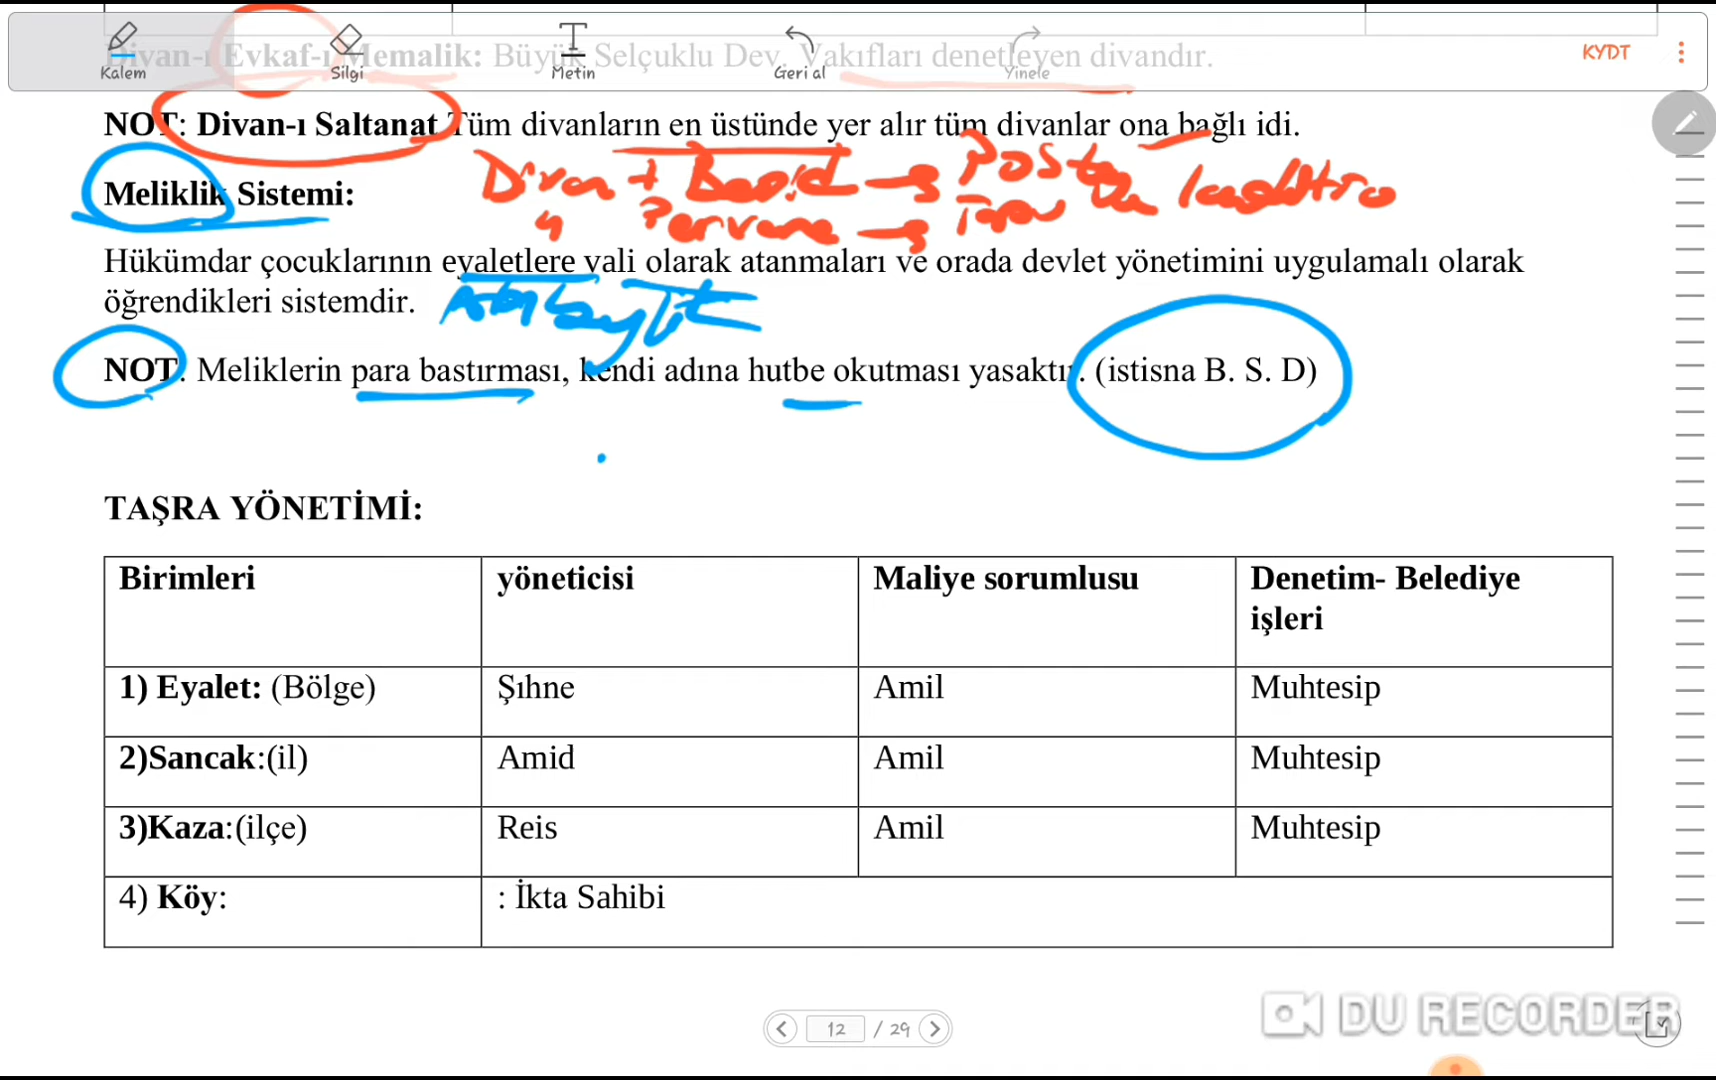 Divan-ı Evkaf-ı Memalik: Büyük Selçuklu Dev. Vakıfları denetleyen divandır.
Kalem
Silgi
Metin
Geri al
Yinele
KYDT
NOT: Divan-ı Saltanat Tüm divanların en üstünde yer alır tüm divanlar ona bağlı idi.
Divan + → Posta
Meliklik Sistemi:
Pervane → Tapu
Hükümdar çocuklarının eyaletlere vali olarak atanmaları ve orada devlet yönetimini uygulamalı olarak
öğrendikleri sistemdir.
Atabeylik
NOT: Meliklerin para bastırması, kendi adına hutbe okutması yasaktır. (istisna B. S. D)
TAŞRA YÖNETİMİ:
Birimleri yöneticisi Maliye sorumlusu Denetim- Belediye
işleri
1) Eyalet: (Bölge) Şıhne Amil Muhtesip
2)Sancak:(il) Amid Amil Muhtesip
3)Kaza:(ilçe) Reis Amil Muhtesip
4) Köy: : İkta Sahibi
12 / 29
DU RECORDER